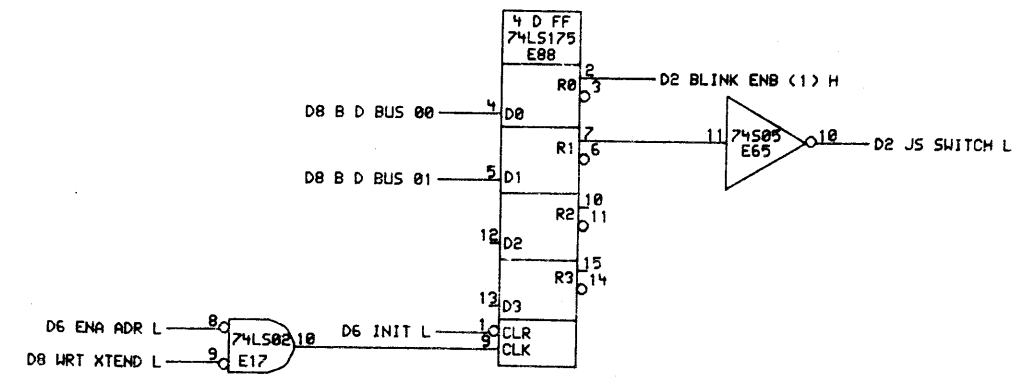 4 D FF
74LS175
E88
D8 B D BUS 00 4 D0 R0 2 3 D2 BLINK ENB (1) H
D8 B D BUS 01 5 D1 R1 7 6 11 74S05 E65 10 D2 JS SWITCH L
12 D2 R2 10 11
13 D3 R3 15 14
D6 INIT L 1 CLR
9 CLK
D6 ENA ADR L 8
74LS02 10
D8 WRT XTEND L 9
E17